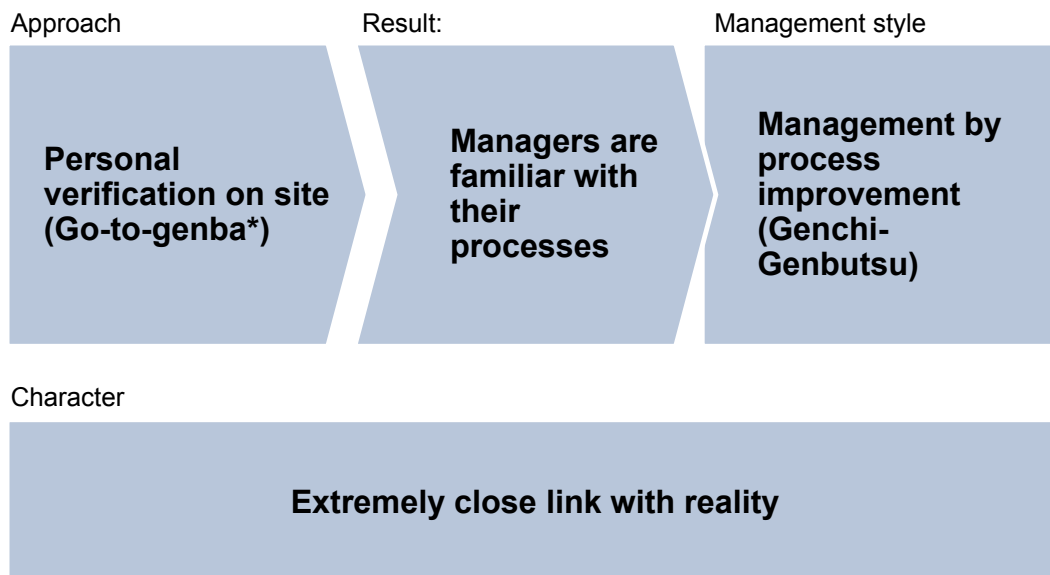 Approach
Result:
Management style
Personal
verification on site
(Go-to-genba*)
Managers are
familiar with
their
processes
Management by
process
improvement
(Genchi-
Genbutsu)
Character
Extremely close link with reality